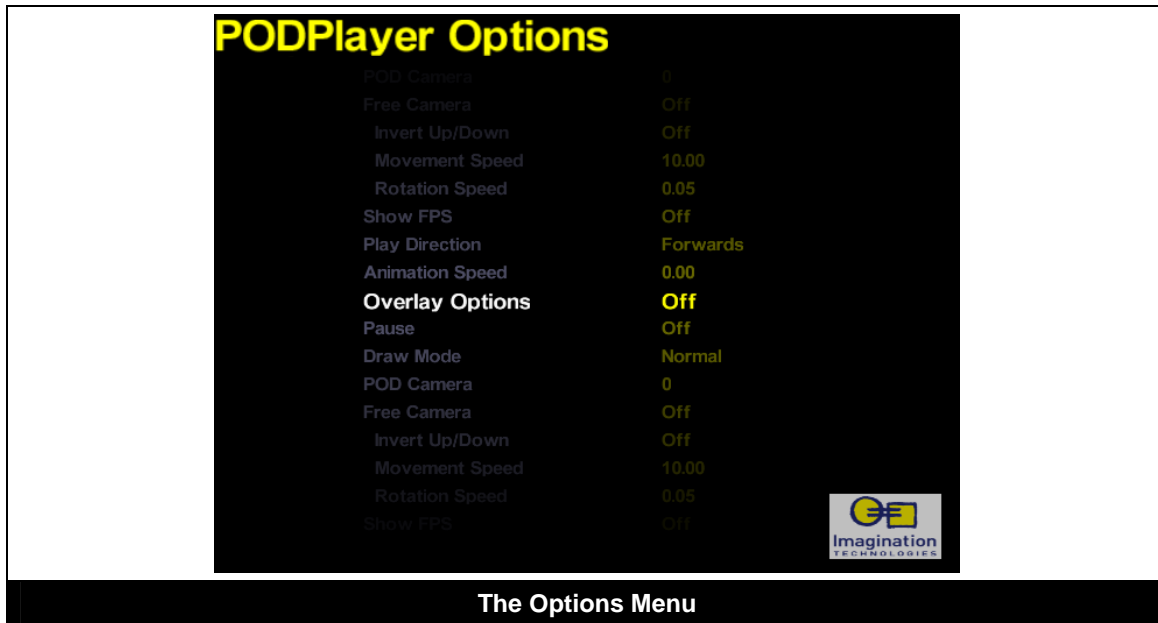 PODPlayer Options
POD Camera 0
Free Camera Off
Invert Up/Down Off
Movement Speed 10.00
Rotation Speed 0.05
Show FPS Off
Play Direction Forwards
Animation Speed 0.00
Overlay Options Off
Pause Off
Draw Mode Normal
POD Camera 0
Free Camera Off
Invert Up/Down Off
Movement Speed 10.00
Rotation Speed 0.05
Show FPS Off
Imagination
TECHNOLOGIES
The Options Menu